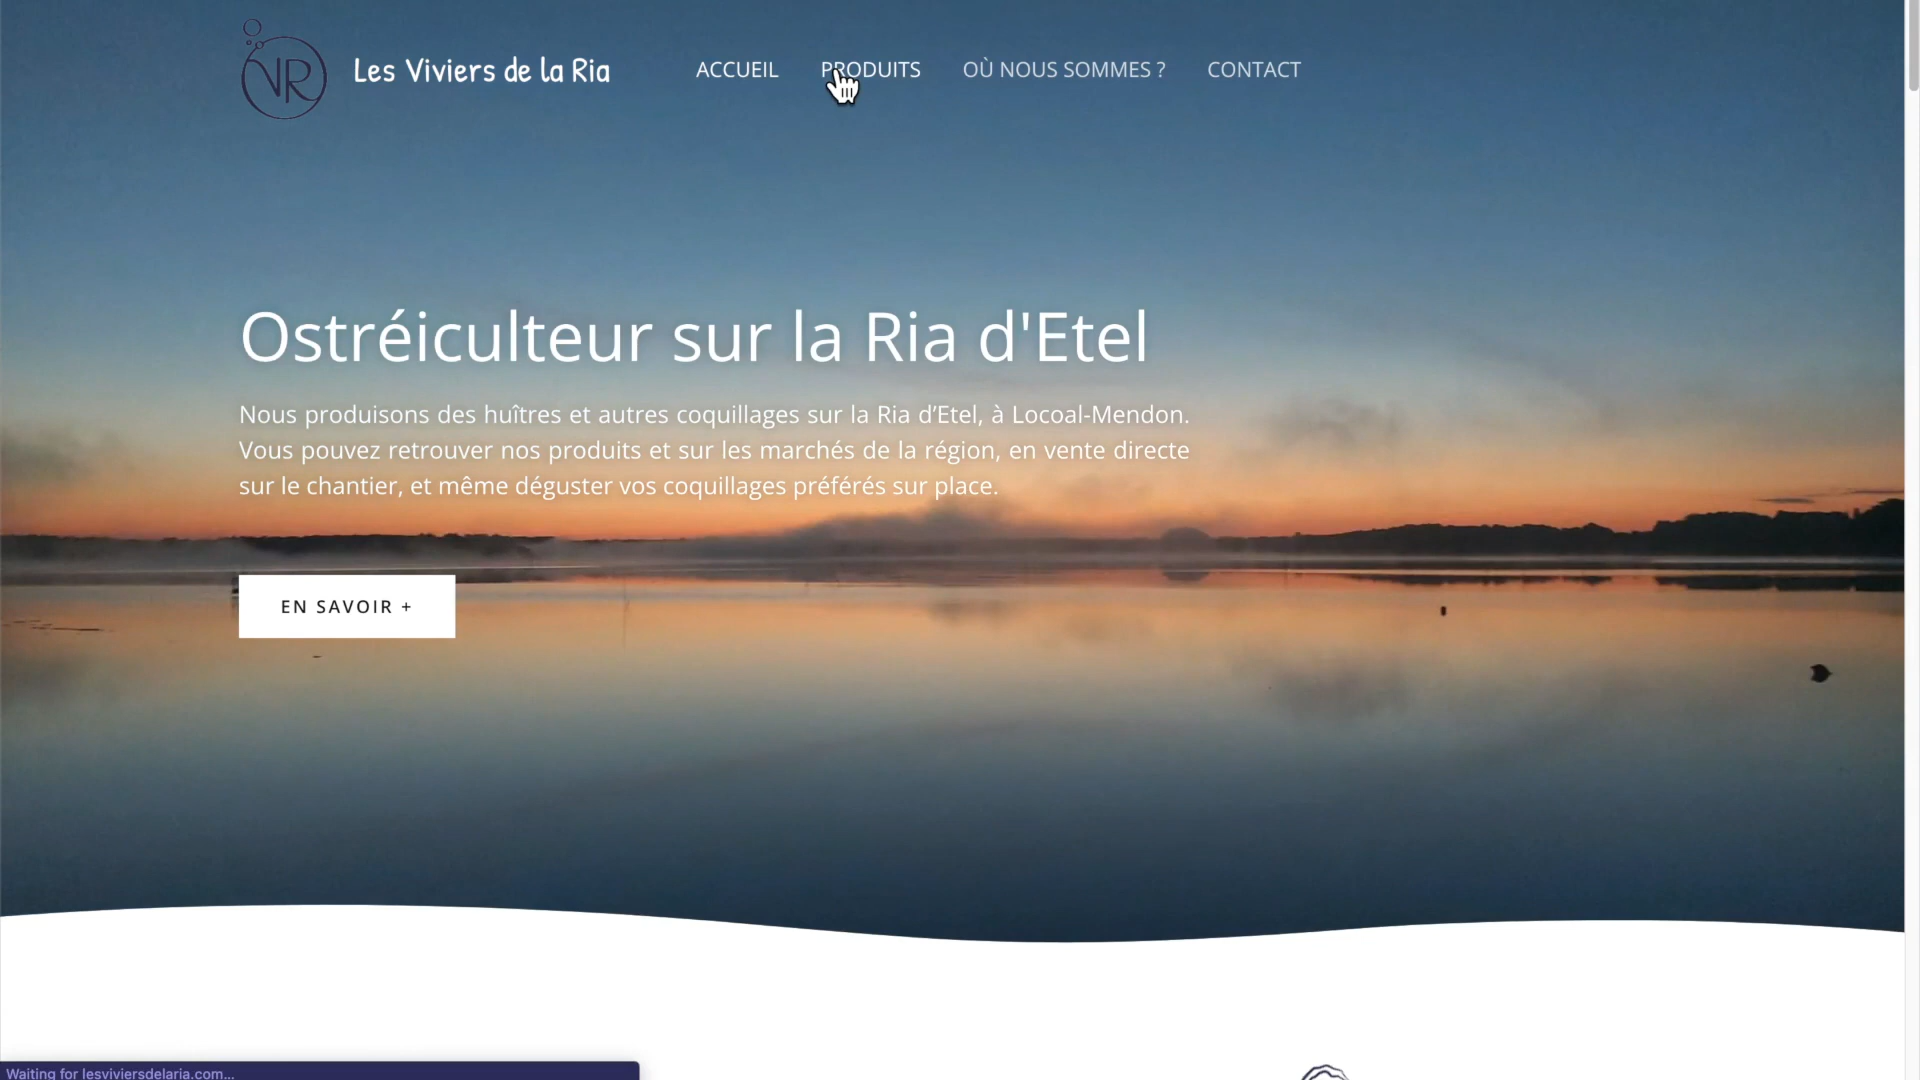 VR
Les Viviers de la Ria
ACCUEIL
PRODUITS
OÙ NOUS SOMMES ?
CONTACT
Ostréiculteur sur la Ria d'Etel
Nous produisons des huîtres et autres coquillages sur la Ria d’Etel, à Locoal-Mendon.
Vous pouvez retrouver nos produits et sur les marchés de la région, en vente directe
sur le chantier, et même déguster vos coquillages préférés sur place.
EN SAVOIR +
Waiting for lesviviersdelaria.com...